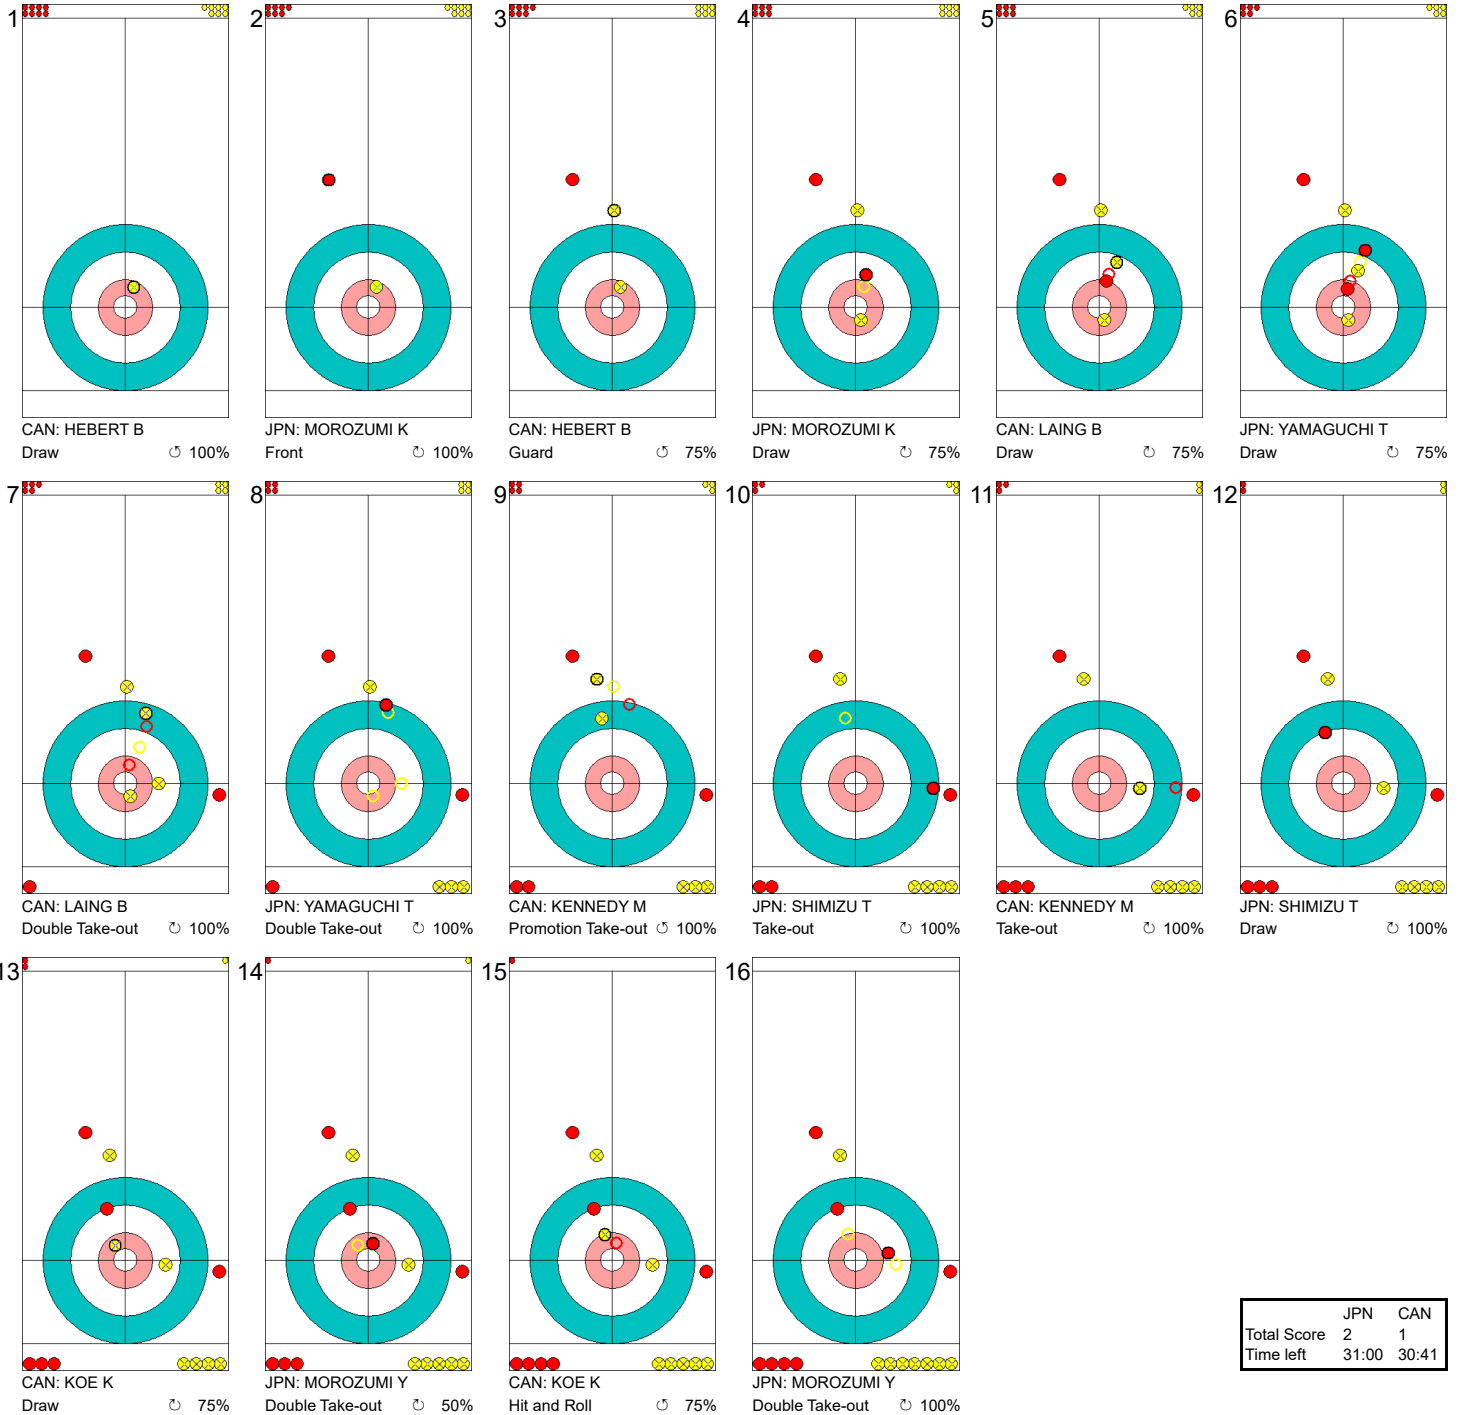 1
CAN: HEBERT B
Draw ↺ 100%
2
JPN: MOROZUMI K
Front ↻ 100%
3
CAN: HEBERT B
Guard ↺ 75%
4
JPN: MOROZUMI K
Draw ↻ 75%
5
CAN: LAING B
Draw ↻ 75%
6
JPN: YAMAGUCHI T
Draw ↻ 75%
7
CAN: LAING B
Double Take-out ↻ 100%
8
JPN: YAMAGUCHI T
Double Take-out ↻ 100%
9
CAN: KENNEDY M
Promotion Take-out ↻ 100%
10
JPN: SHIMIZU T
Take-out ↻ 100%
11
CAN: KENNEDY M
Take-out ↻ 100%
12
JPN: SHIMIZU T
Draw ↻ 100%
13
CAN: KOE K
Draw ↻ 75%
14
JPN: MOROZUMI Y
Double Take-out ↻ 50%
15
CAN: KOE K
Hit and Roll ↻ 75%
16
JPN: MOROZUMI Y
Double Take-out ↻ 100%
JPN CAN
Total Score 2 1
Time left 31:00 30:41